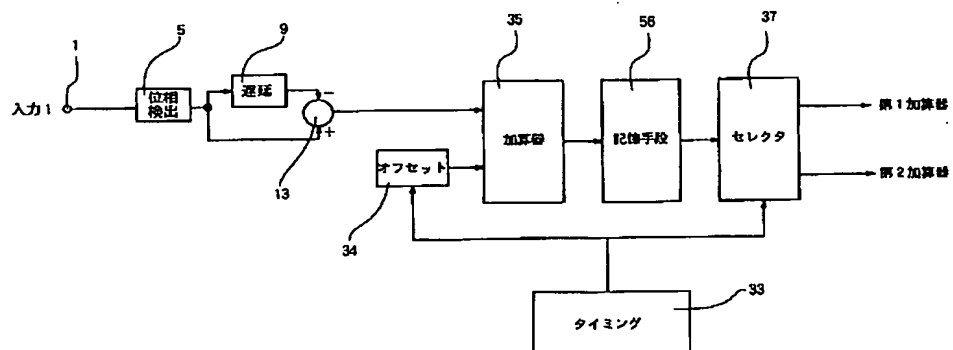 1
5
9
35
56
37
入力1
位相
検出
遅延
−
+
13
オフセット
34
加算器
記憶手段
セレクタ
第1加算器
第2加算器
33
タイミング